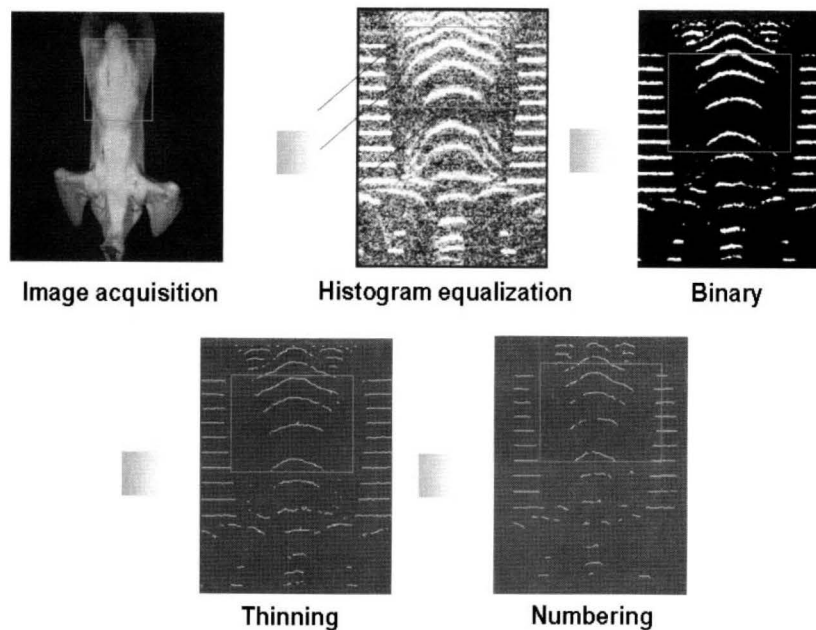 Image acquisition
Histogram equalization
Binary
Thinning
Numbering